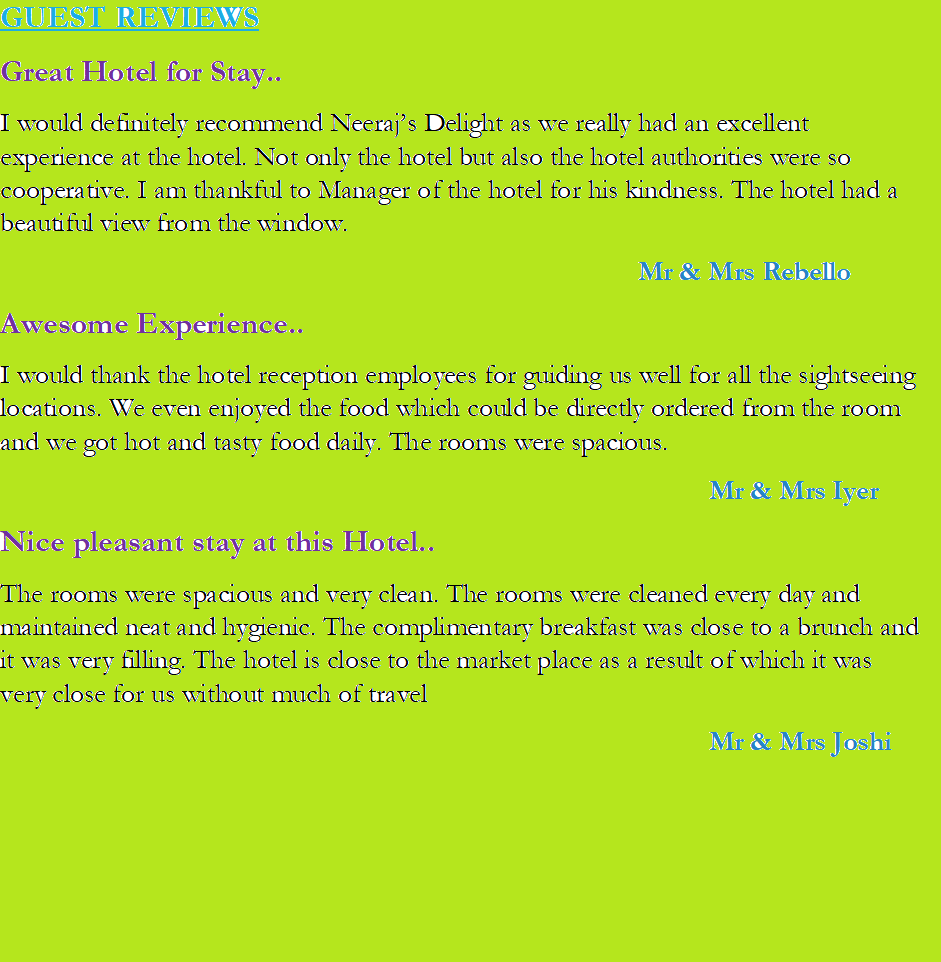 GUEST REVIEWS
Great Hotel for Stay..
I would definitely recommend Neeraj’s Delight as we really had an excellent
experience at the hotel. Not only the hotel but also the hotel authorities were so
cooperative. I am thankful to Manager of the hotel for his kindness. The hotel had a
beautiful view from the window.
Mr & Mrs Rebello
Awesome Experience..
I would thank the hotel reception employees for guiding us well for all the sightseeing
locations. We even enjoyed the food which could be directly ordered from the room
and we got hot and tasty food daily. The rooms were spacious.
Mr & Mrs Iyer
Nice pleasant stay at this Hotel..
The rooms were spacious and very clean. The rooms were cleaned every day and
maintained neat and hygienic. The complimentary breakfast was close to a brunch and
it was very filling. The hotel is close to the market place as a result of which it was
very close for us without much of travel
Mr & Mrs Joshi